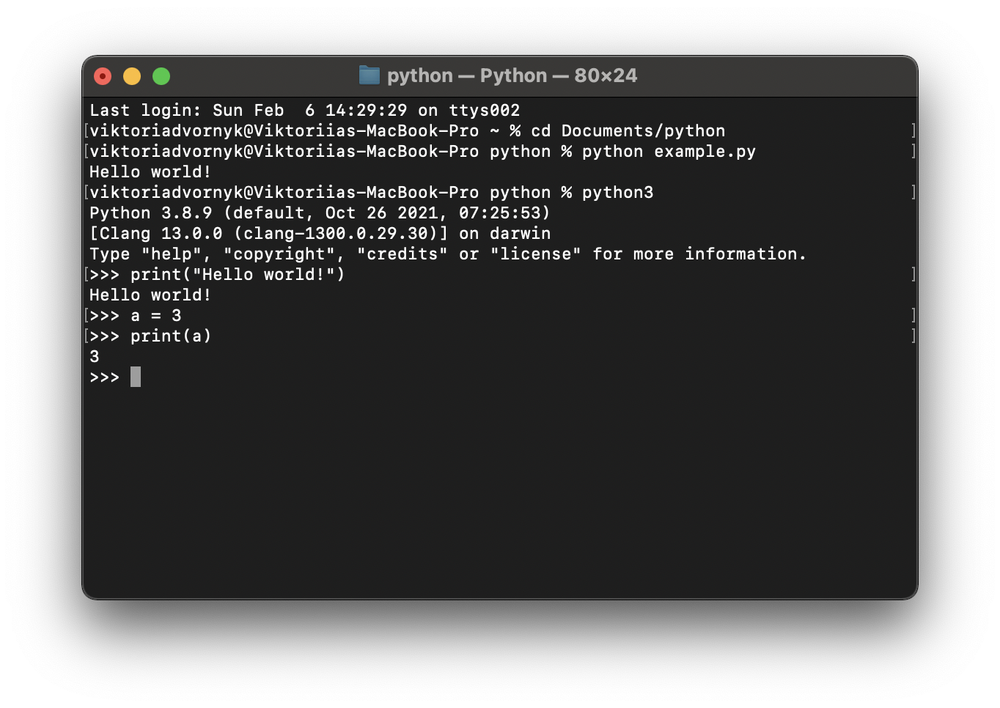 python — Python — 80×24
Last login: Sun Feb  6 14:29:29 on ttys002
[viktoriadvornyk@Viktoriias-MacBook-Pro ~ % cd Documents/python ]
[viktoriadvornyk@Viktoriias-MacBook-Pro python % python example.py ]
Hello world!
[viktoriadvornyk@Viktoriias-MacBook-Pro python % python3 ]
Python 3.8.9 (default, Oct 26 2021, 07:25:53)
[Clang 13.0.0 (clang-1300.0.29.30)] on darwin
Type "help", "copyright", "credits" or "license" for more information.
[>>> print("Hello world!") ]
Hello world!
[>>> a = 3 ]
[>>> print(a) ]
3
>>>